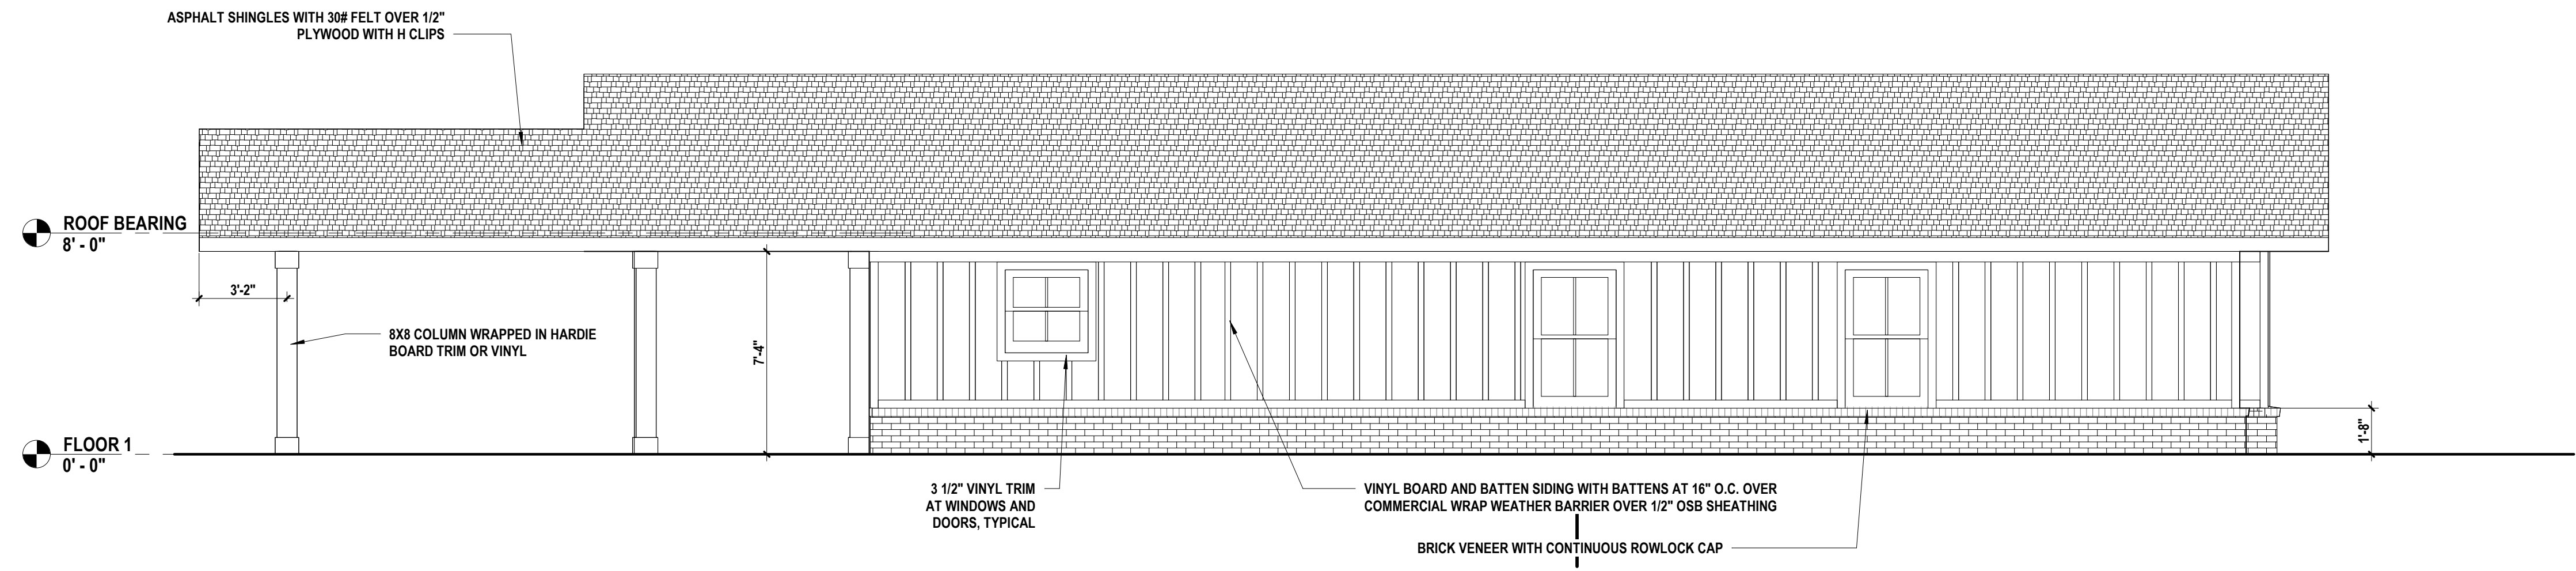 ASPHALT SHINGLES WITH 30# FELT OVER 1/2"
PLYWOOD WITH H CLIPS
ROOF BEARING
8' - 0"
3'-2"
8X8 COLUMN WRAPPED IN HARDIE
BOARD TRIM OR VINYL
7'-4"
1'-8"
FLOOR 1
0' - 0"
3 1/2" VINYL TRIM
AT WINDOWS AND
DOORS, TYPICAL
VINYL BOARD AND BATTEN SIDING WITH BATTENS AT 16" O.C. OVER
COMMERCIAL WRAP WEATHER BARRIER OVER 1/2" OSB SHEATHING
BRICK VENEER WITH CONTINUOUS ROWLOCK CAP